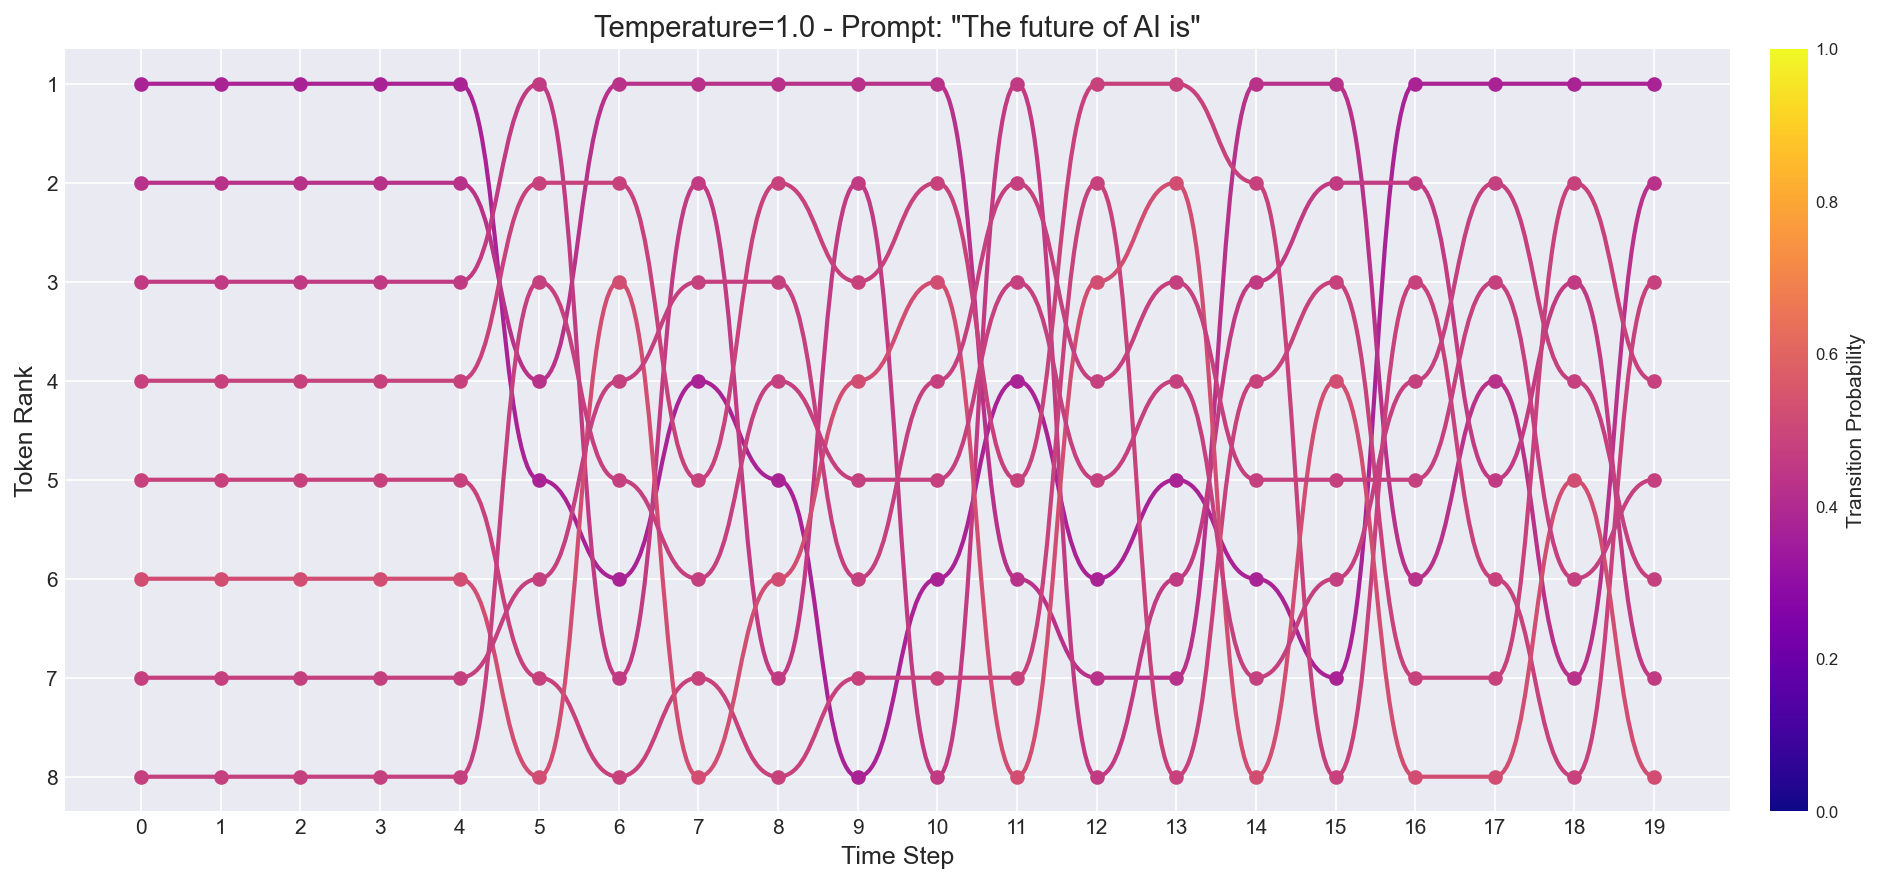 Temperature=1.0 - Prompt: "The future of AI is"
1
2
3
4
5
6
7
8
Token Rank
0 1 2 3 4 5 6 7 8 9 10 11 12 13 14 15 16 17 18 19
Time Step
1.0
0.8
0.6
0.4
0.2
0.0
Transition Probability